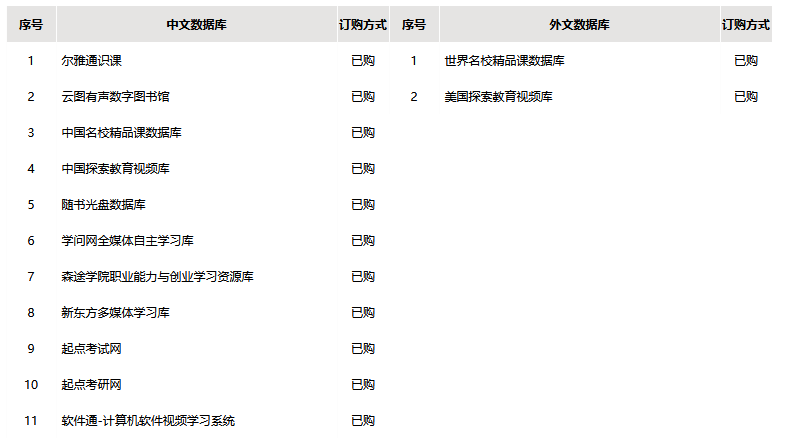 序号 中文数据库 订购方式 序号 外文数据库 订购方式
1 尔雅通识课 已购 1 世界名校精品课数据库 已购
2 云图有声数字图书馆 已购 2 美国探索教育视频库 已购
3 中国名校精品课数据库 已购
4 中国探索教育视频库 已购
5 随书光盘数据库 已购
6 学问网全媒体自主学习库 已购
7 森途学院职业能力与创业学习资源库 已购
8 新东方多媒体学习库 已购
9 起点考试网 已购
10 起点考研网 已购
11 软件通-计算机软件视频学习系统 已购